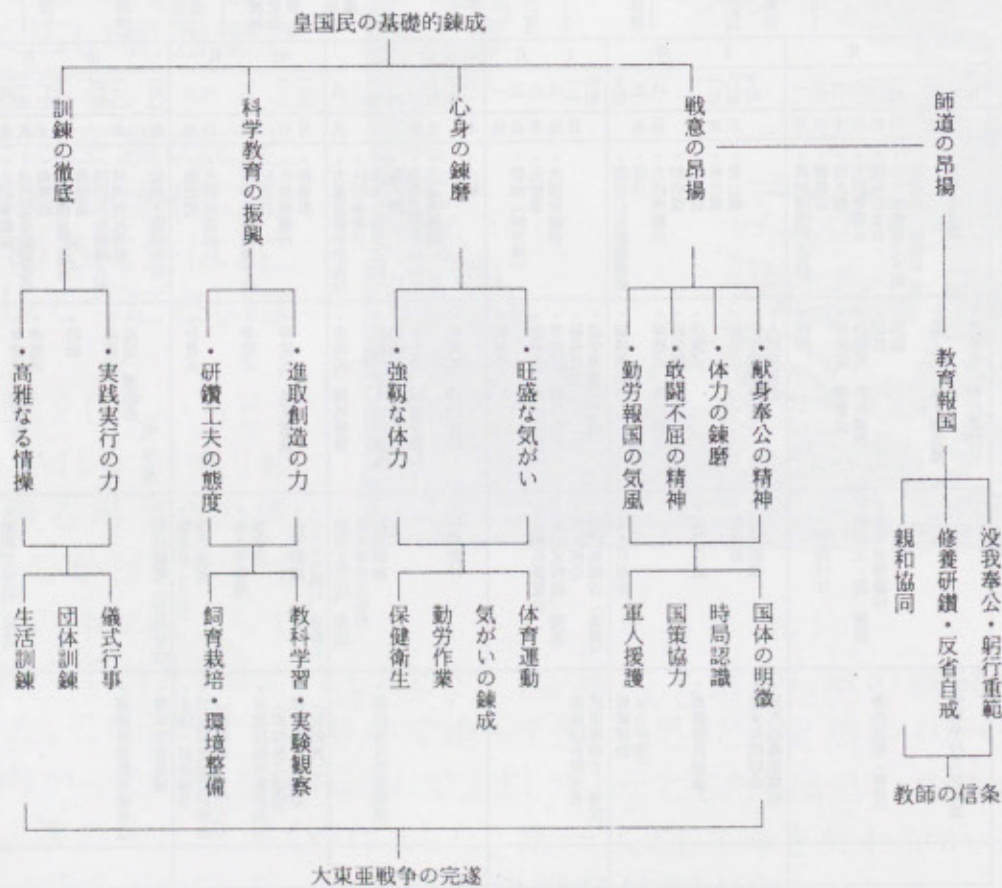 皇国民の基礎的錬成
師道の昂揚
教育報国
没我奉公・躬行重範
修養研鑽・反省自戒
親和協同
教師の信条
戦意の昂揚
・献身奉公の精神
・体力の錬磨
敢闘不屈の精神
・勤労報国の気風
国体の明徴
時局認識
国策協力
軍人援護
心身の錬磨
・旺盛な気がい
・強靱な体力
体育運動
気がいの錬成
勤労作業
保健衛生
科学教育の振興
・進取創造の力
・研鑽工夫の態度
教科学習・実験観察
飼育栽培・環境整備
訓錬の徹底
・実践実行の力
・高雅なる情操
儀式行事
団体訓錬
生活訓錬
大東亜戦争の完遂